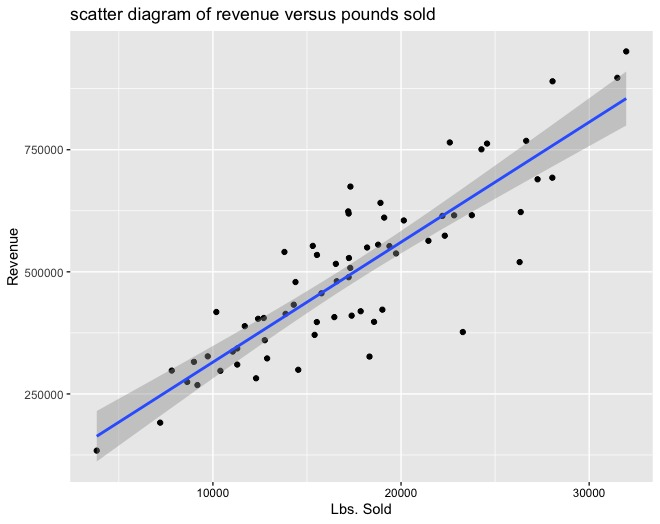 scatter diagram of revenue versus pounds sold
Revenue
750000
500000
250000
10000
20000
30000
Lbs. Sold